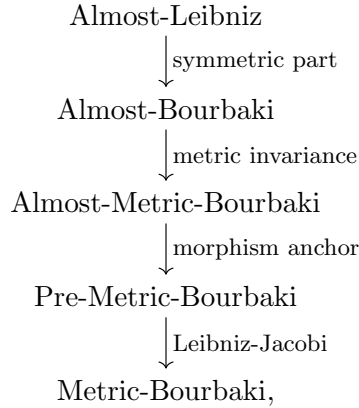 Almost-Leibniz
symmetric part
Almost-Bourbaki
metric invariance
Almost-Metric-Bourbaki
morphism anchor
Pre-Metric-Bourbaki
Leibniz-Jacobi
Metric-Bourbaki,